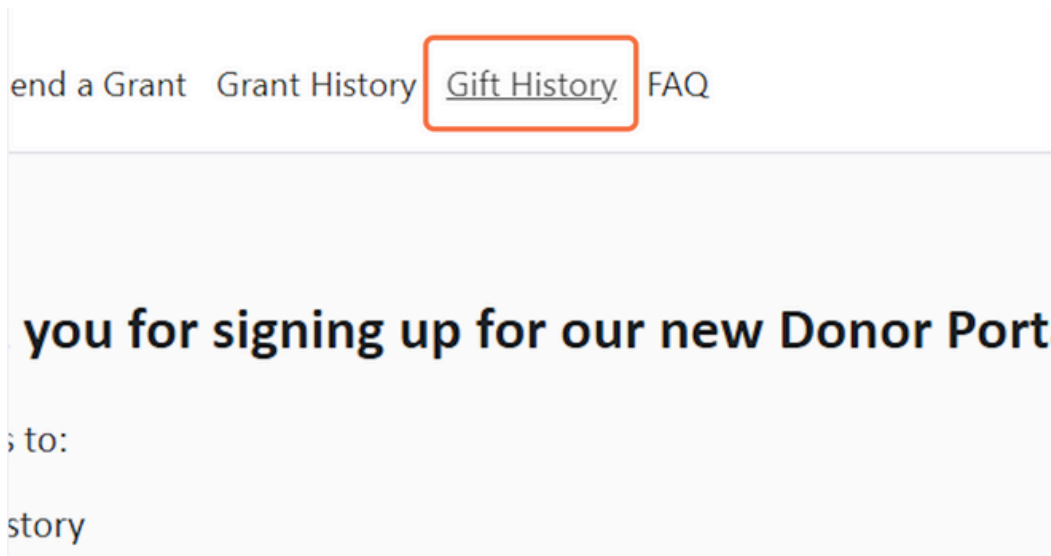 end a Grant Grant History Gift History FAQ
you for signing up for our new Donor Port
to:
story